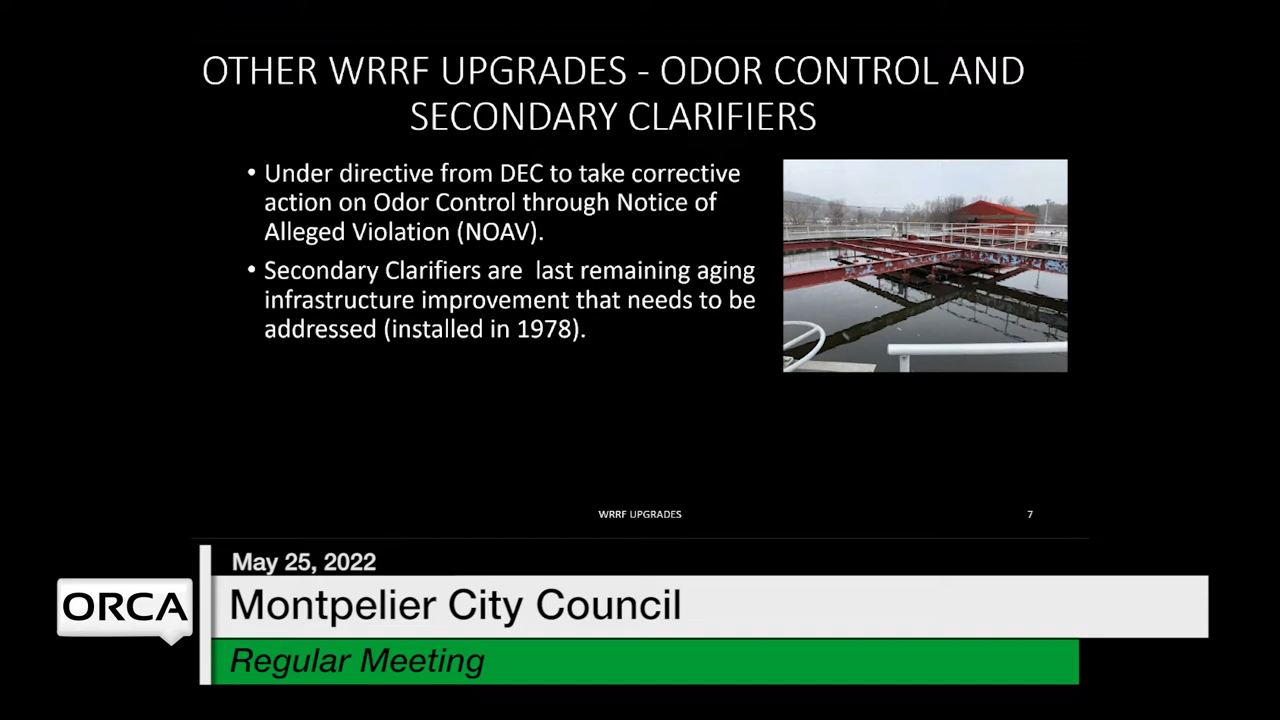 OTHER WRRF UPGRADES - ODOR CONTROL AND
SECONDARY CLARIFIERS
• Under directive from DEC to take corrective
action on Odor Control through Notice of
Alleged Violation (NOAV).
• Secondary Clarifiers are  last remaining aging
infrastructure improvement that needs to be
addressed (installed in 1978).
WRRF UPGRADES
7
May 25, 2022
ORCA
Montpelier City Council
Regular Meeting